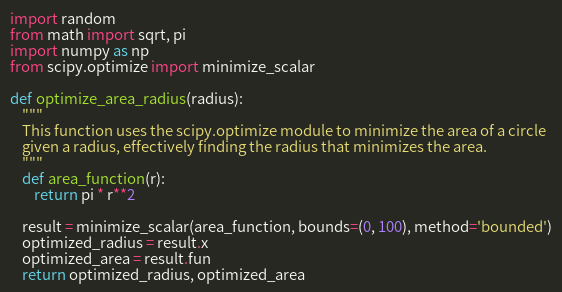 import random
from math import sqrt, pi
import numpy as np
from scipy.optimize import minimize_scalar

def optimize_area_radius(radius):
    """
    This function uses the scipy.optimize module to minimize the area of a circle
    given a radius, effectively finding the radius that minimizes the area.
    """
    def area_function(r):
        return pi * r**2

    result = minimize_scalar(area_function, bounds=(0, 100), method='bounded')
    optimized_radius = result.x
    optimized_area = result.fun
    return optimized_radius, optimized_area